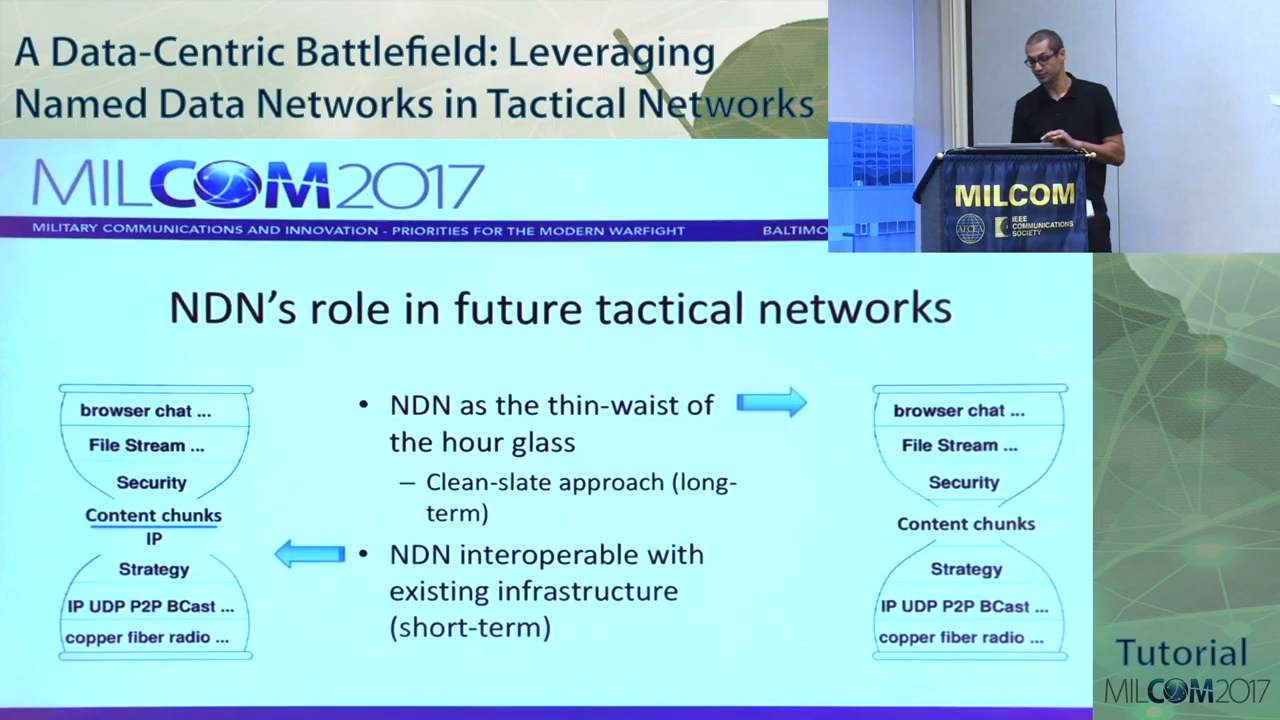 A Data-Centric Battlefield: Leveraging
Named Data Networks in Tactical Networks
MILCOM2017
MILITARY COMMUNICATIONS AND INNOVATION - PRIORITIES FOR THE MODERN WARFIGHT
BALTIMO
MILCOM
AFCEA
IEEE
COMMUNICATIONS
SOCIETY
NDN's role in future tactical networks
browser chat ...
File Stream ...
Security
Content chunks
IP
Strategy
IP UDP P2P BCast ...
copper fiber radio ...
• NDN as the thin-waist of
the hour glass
– Clean-slate approach (long-
term)
• NDN interoperable with
existing infrastructure
(short-term)
browser chat ...
File Stream ...
Security
Content chunks
Strategy
IP UDP P2P BCast ...
copper fiber radio ...
Tutorial
MILCOM2017